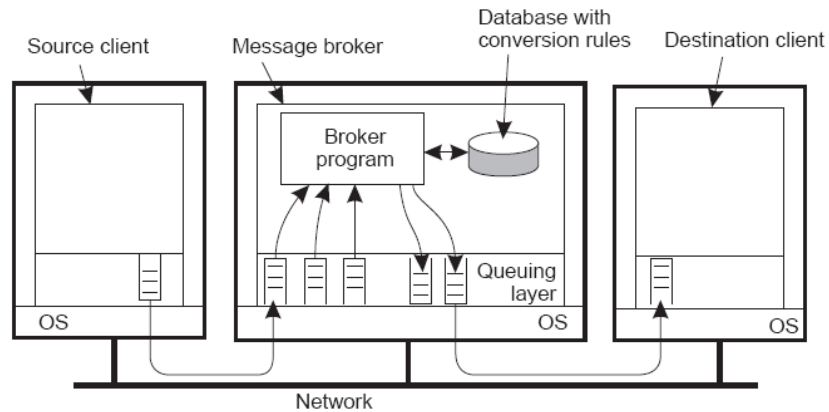 Database with
conversion rules
Source client
Message broker
Destination client
Broker
program
Queuing
layer
OS
OS
OS
Network